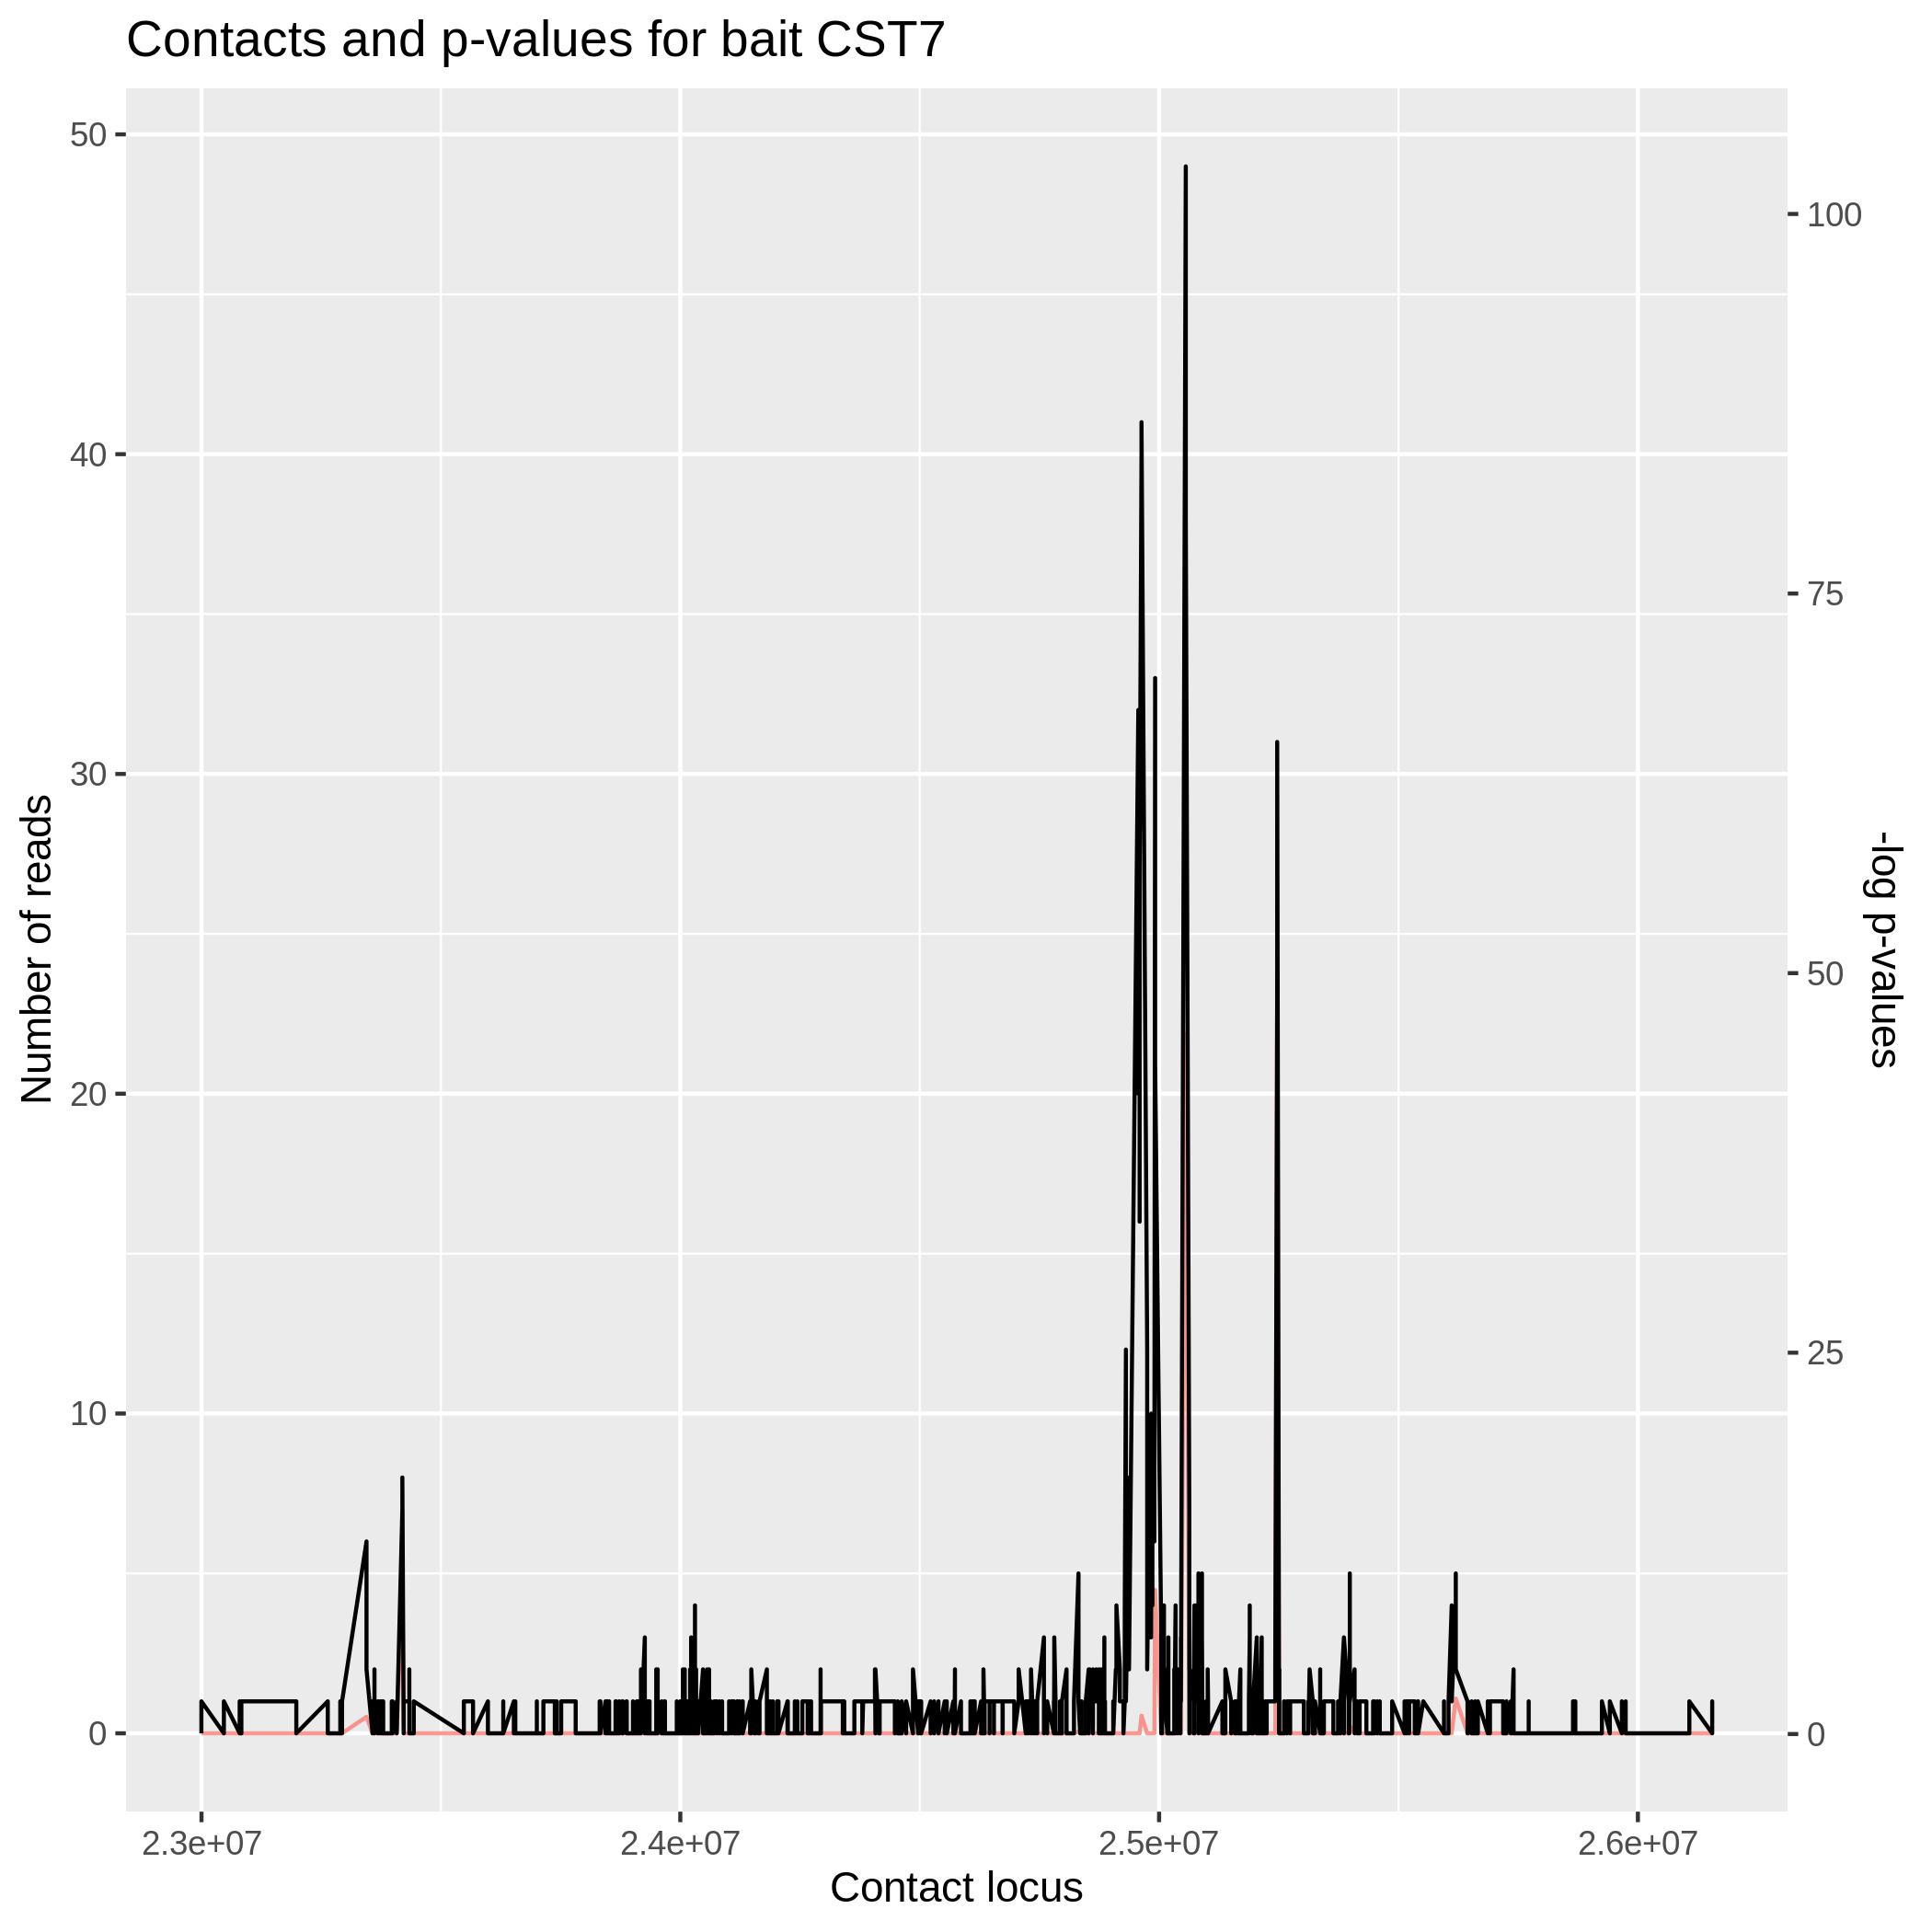 Contacts and p-values for bait CST7
50
40
30
20
10
0
Number of reads
100
75
50
25
0
-log p-values
2.3e+07 2.4e+07 2.5e+07 2.6e+07
Contact locus